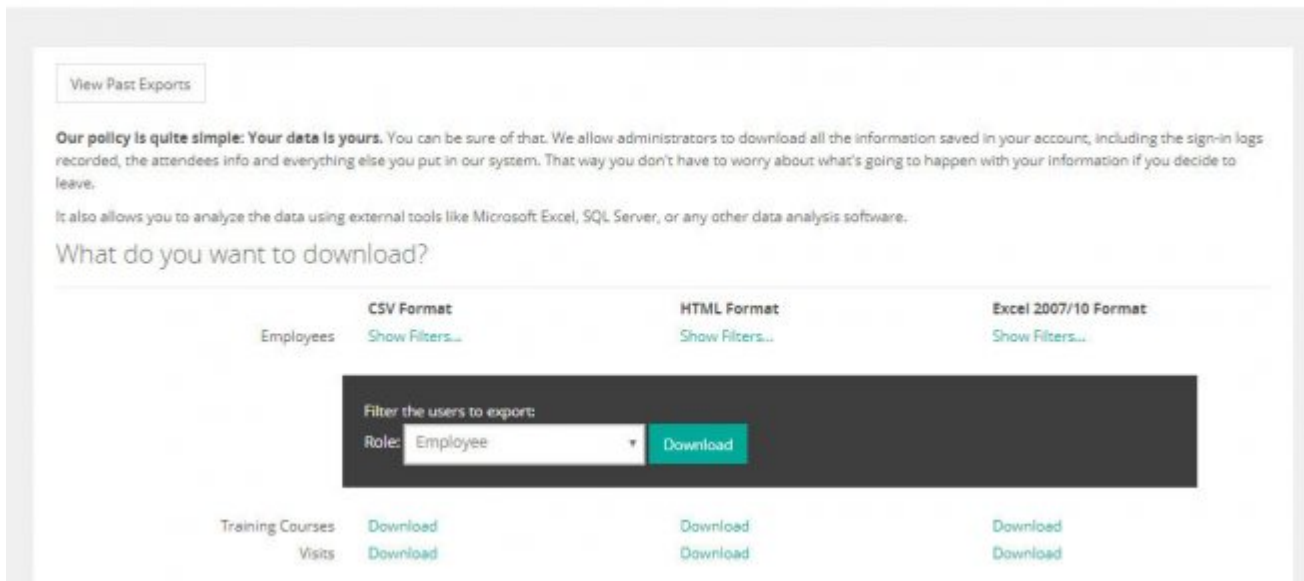 View Past Exports
Our policy is quite simple: Your data is yours. You can be sure of that. We allow administrators to download all the information saved in your account, including the sign-in logs
recorded, the attendees info and everything else you put in our system. That way you don't have to worry about what's going to happen with your information if you decide to
leave.
It also allows you to analyze the data using external tools like Microsoft Excel, SQL Server, or any other data analysis software.
What do you want to download?
CSV Format HTML Format Excel 2007/10 Format
Employees Show Filters... Show Filters... Show Filters...
Filter the users to export:
Role: Employee Download
Training Courses Download Download Download
Visits Download Download Download